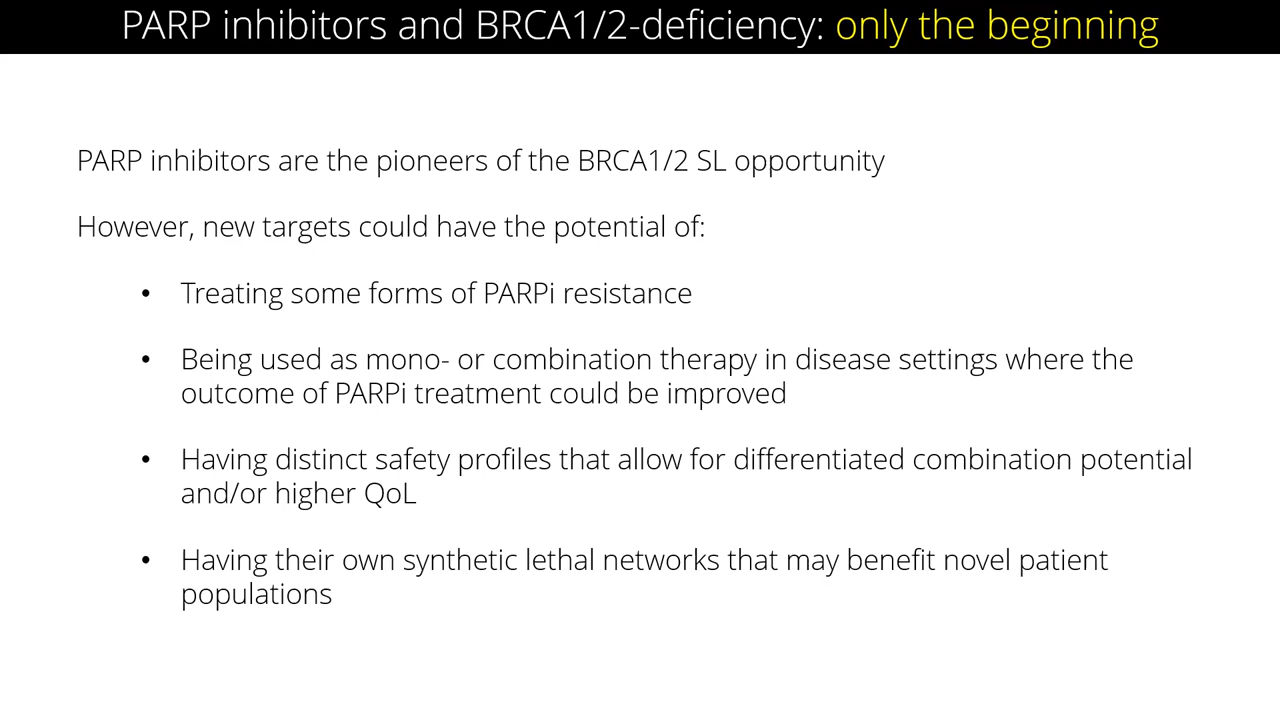 PARP inhibitors and BRCA1/2-deficiency: only the beginning
PARP inhibitors are the pioneers of the BRCA1/2 SL opportunity
However, new targets could have the potential of:
• Treating some forms of PARPi resistance
• Being used as mono- or combination therapy in disease settings where the
outcome of PARPi treatment could be improved
• Having distinct safety profiles that allow for differentiated combination potential
and/or higher QoL
• Having their own synthetic lethal networks that may benefit novel patient
populations